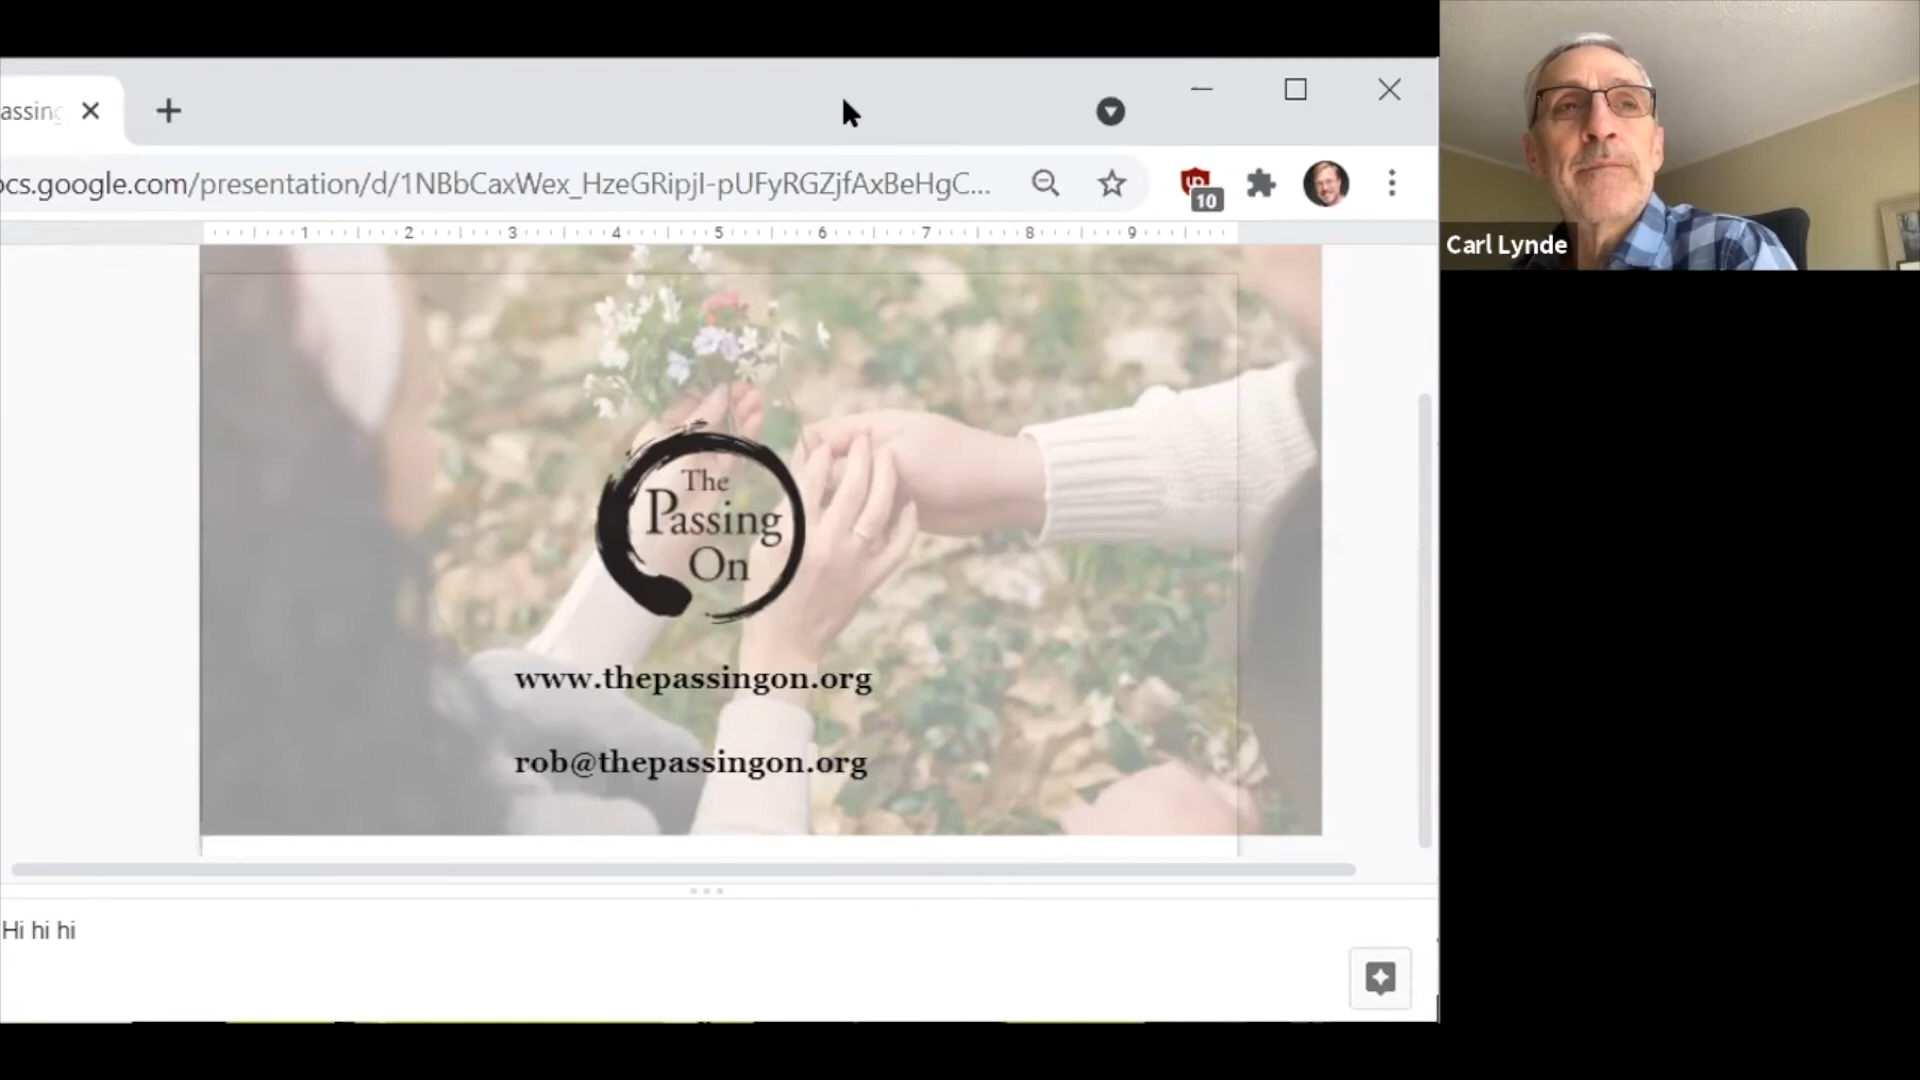 assing
ocs.google.com/presentation/d/1NBbCaxWex_HzeGRipjI-pUFyRGZjfAxBeHgC...
10
1 2 3 4 5 6 7 8 9
The
Passing
On
www.thepassingon.org
rob@thepassingon.org
Hi hi hi
Carl Lynde